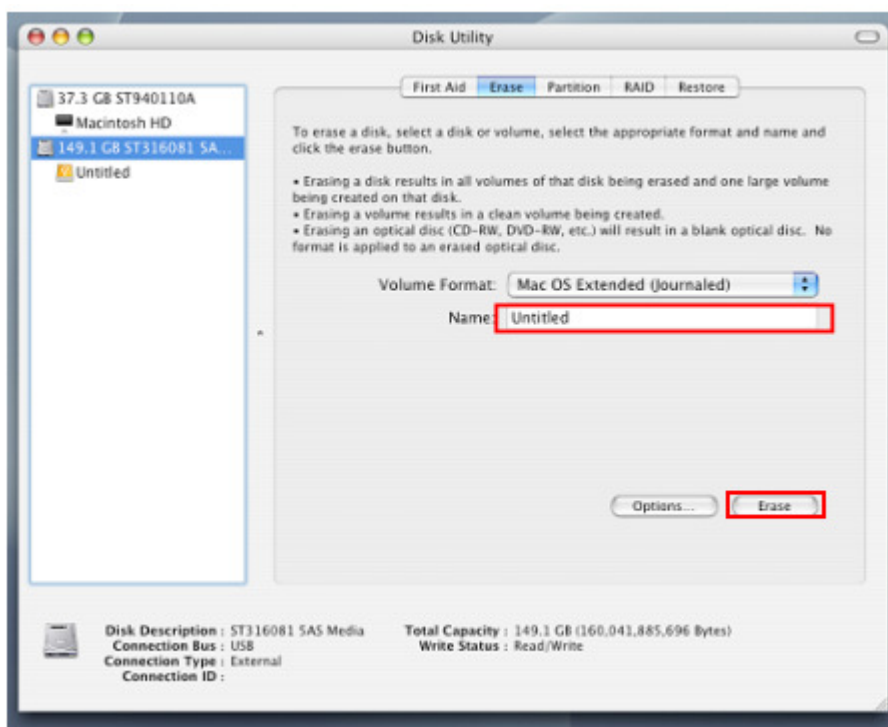 Disk Utility
37.3 GB ST940110A
Macintosh HD
149.1 GB ST316081 5A...
Untitled
First Aid Erase Partition RAID Restore
To erase a disk, select a disk or volume, select the appropriate format and name and
click the erase button.
• Erasing a disk results in all volumes of that disk being erased and one large volume
being created on that disk.
• Erasing a volume results in a clean volume being created.
• Erasing an optical disc (CD-RW, DVD-RW, etc.) will result in a blank optical disc. No
format is applied to an erased optical disc.
Volume Format: Mac OS Extended (Journaled)
Name: Untitled
Options... Erase
Disk Description : ST316081 5AS Media
Connection Bus : USB
Connection Type : External
Connection ID :
Total Capacity : 149.1 GB (160,041,885,696 Bytes)
Write Status : Read/Write